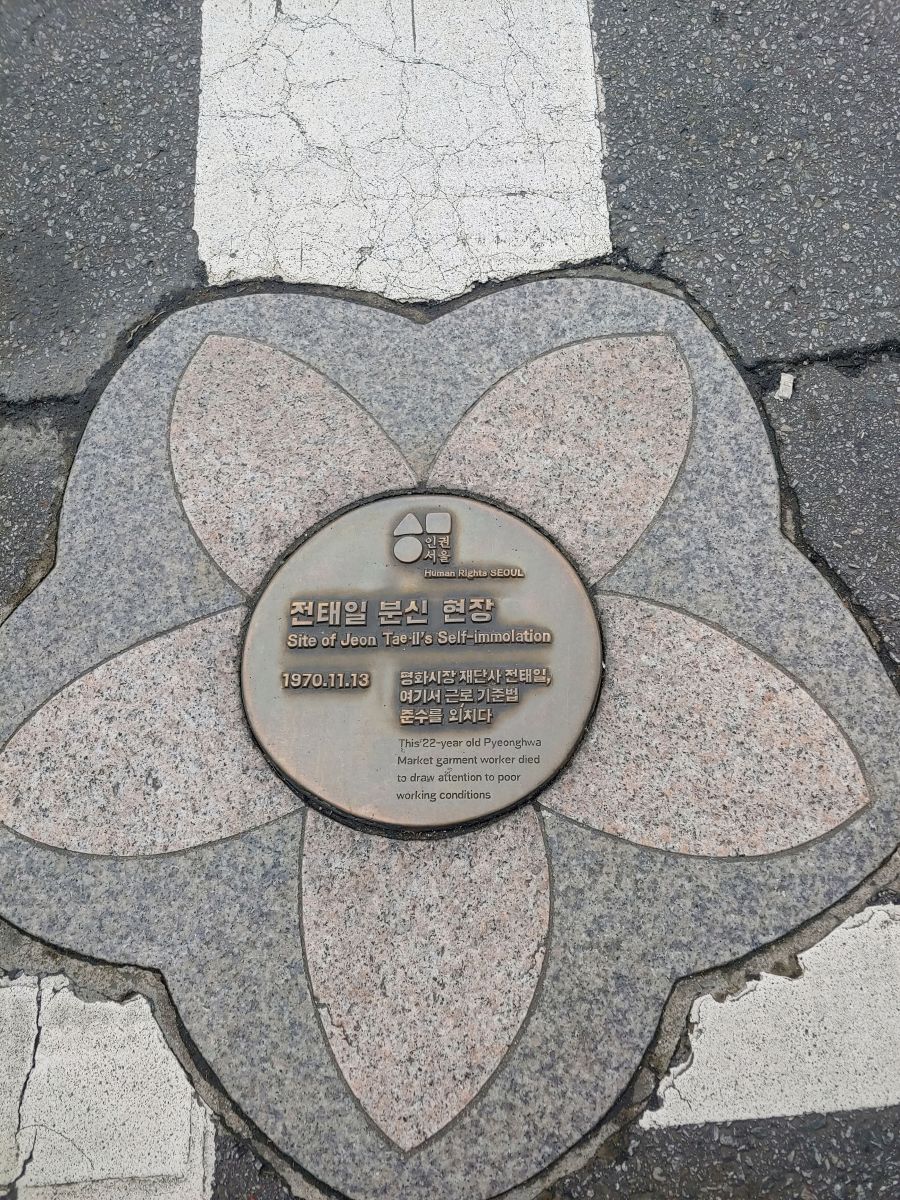 인권
서울
Human Rights SEOUL
전태일 분신 현장
Site of Jeon Tae-il's Self-immolation
1970.11.13
평화시장 재단사 전태일,
여기서 근로 기준법
준수를 외치다
This 22-year old Pyeonghwa
Market garment worker died
to draw attention to poor
working conditions